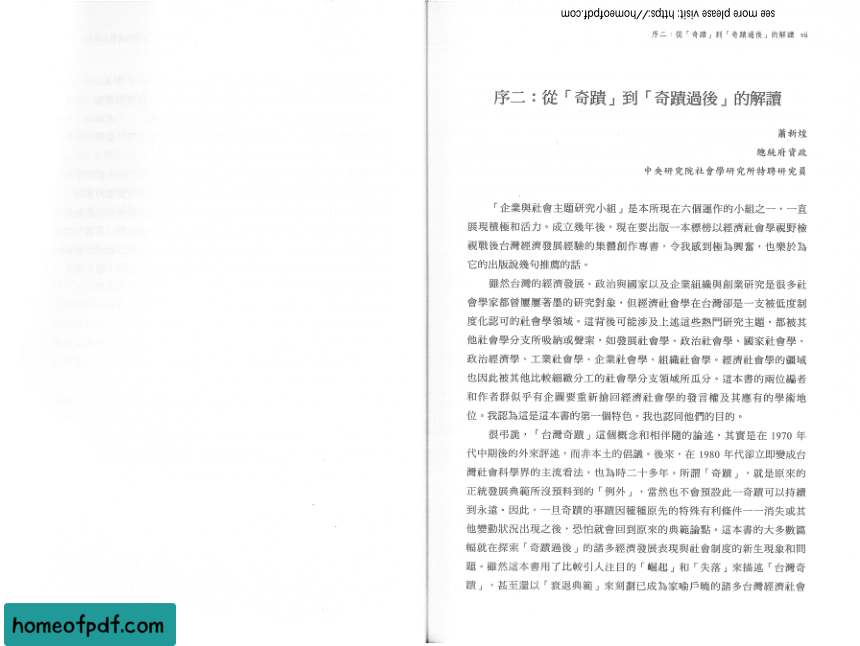 see more please visit: https://homeofpdf.com
序二：從「奇蹟」到「奇蹟過後」的解讀 vii
序二：從「奇蹟」到「奇蹟過後」的解讀
蕭新煌
總統府資政
中央研究院社會學研究所特聘研究員
「企業與社會主題研究小組」是本所現在六個運作的小組之一，一直
展現積極和活力。成立幾年後，現在要出版一本標榜以經濟社會學視野檢
視戰後台灣經濟發展經驗的集體創作專書，令我感到極為興奮，也樂於為
它的出版說幾句推薦的話。
雖然台灣的經濟發展、政治與國家以及企業組織與創業研究是很多社
會學家都曾屢屢著墨的研究對象，但經濟社會學在台灣卻是一支被低度制
度化認可的社會學領域。這背後可能涉及上述這些熱門研究主題，都被其
他社會學分支所吸納或聲索，如發展社會學、政治社會學、國家社會學、
政治經濟學、工業社會學、企業社會學、組織社會學。經濟社會學的疆域
也因此被其他比較細緻分工的社會學分支領域所瓜分。這本書的兩位編者
和作者群似乎有企圖要重新搶回經濟社會學的發言權及其應有的學術地
位。我認為這是這本書的第一個特色，我也認同他們的目的。
很弔詭，「台灣奇蹟」這個概念和相伴隨的論述，其實是在 1970 年
代中期後的外來評述，而非本土的倡議。後來，在 1980 年代卻立即變成台
灣社會科學界的主流看法，也為時二十多年。所謂「奇蹟」，就是原來的
正統發展典範所沒預料到的「例外」，當然也不會預設此一奇蹟可以持續
到永遠。因此，一旦奇蹟的事蹟因種種原先的特殊有利條件一一消失或其
他變動狀況出現之後，恐怕就會回到原來的典範論點。這本書的大多數篇
幅就在探索「奇蹟過後」的諸多經濟發展表現與社會制度的新生現象和問
題。雖然這本書用了比較引人注目的「崛起」和「失落」來描述「台灣奇
蹟」，甚至還以「衰退典範」來刻劃已成為家喻戶曉的諸多台灣經濟社會
homeofpdf.com